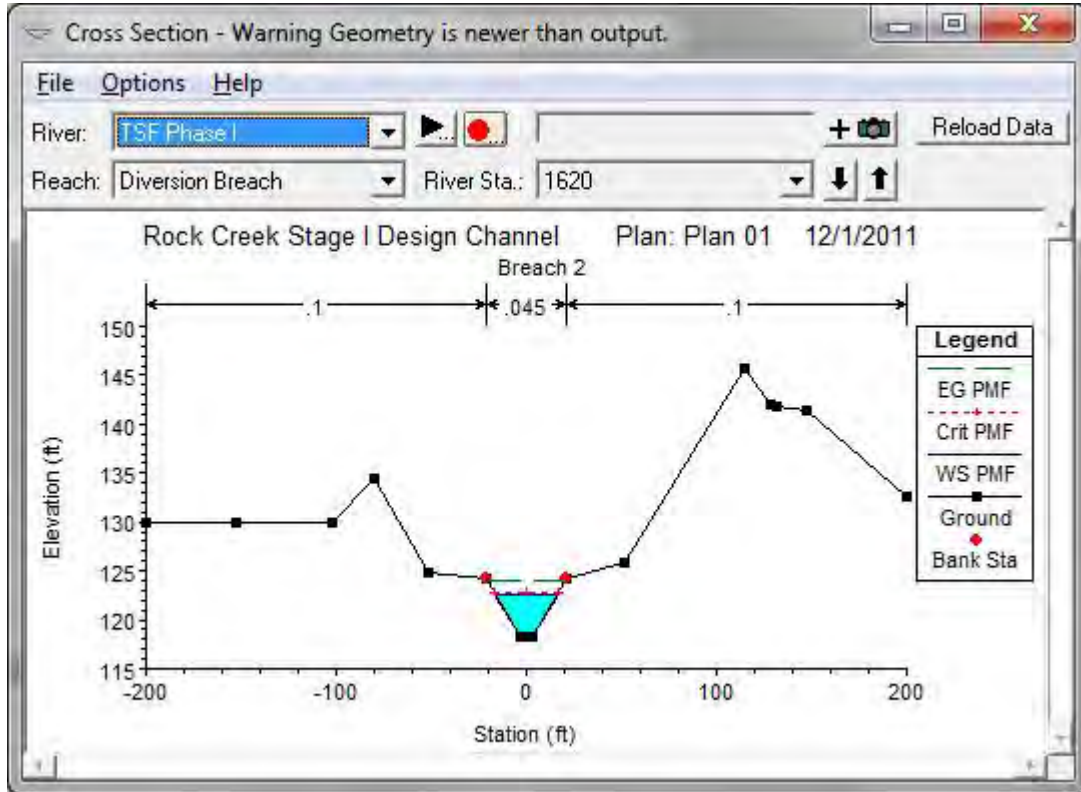 Cross Section - Warning Geometry is newer than output.
File Options Help
River: TSF Phase I ... ... + Reload Data
Reach: Diversion Breach River Sta.: 1620
Rock Creek Stage I Design Channel Plan: Plan 01 12/1/2011
Breach 2
.1 .045 .1
150
145
140
135
130
125
120
115
Elevation (ft)
-200 -100 0 100 200
Station (ft)
Legend
EG PMF
Crit PMF
WS PMF
Ground
Bank Sta